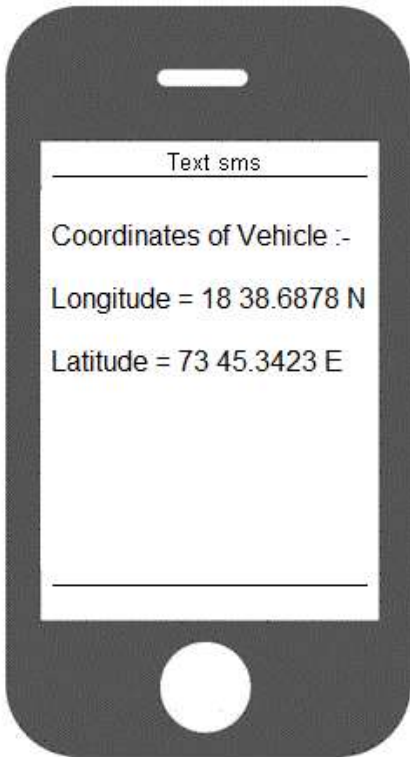 Text sms
Coordinates of Vehicle :-
Longitude = 18 38.6878 N
Latitude = 73 45.3423 E